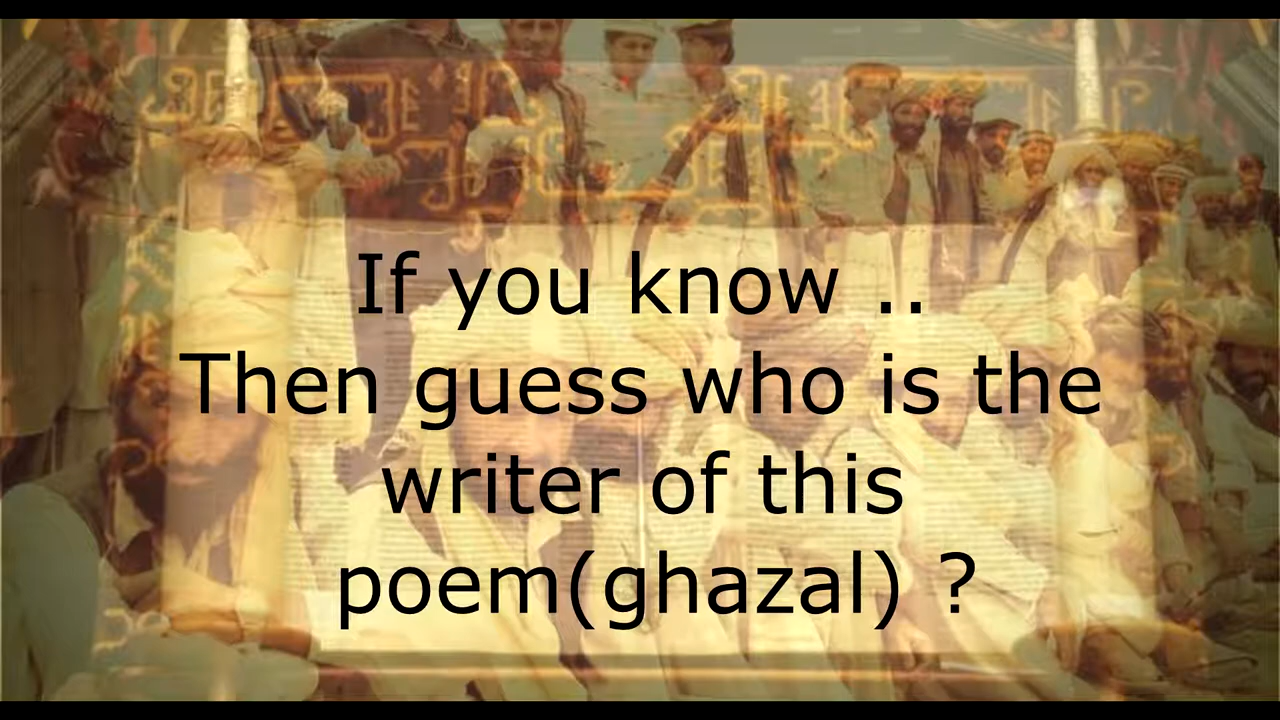 If you know ..
Then guess who is the
writer of this
poem(ghazal) ?